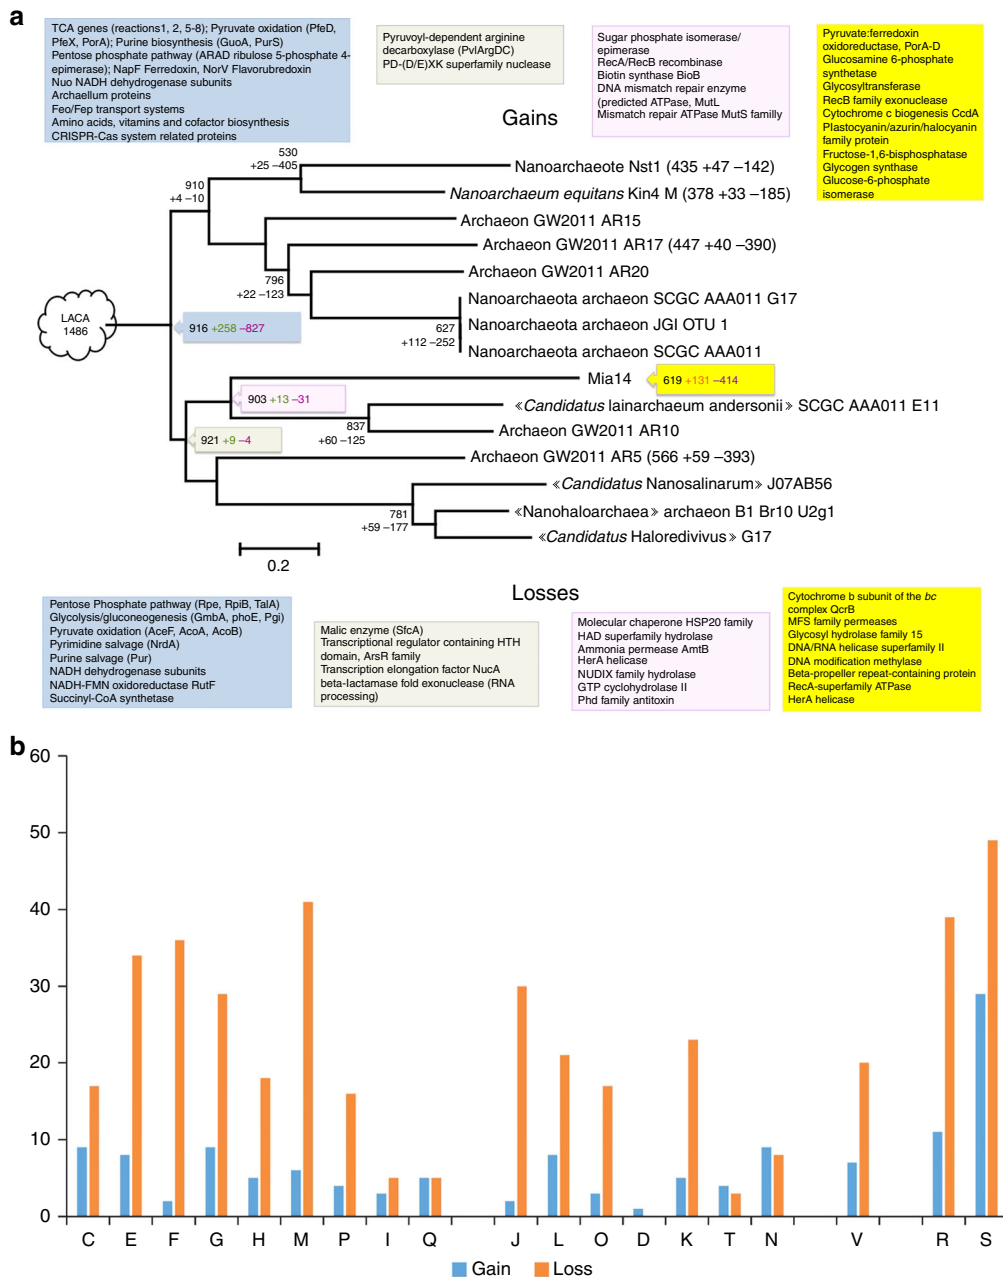 a
TCA genes (reactions1, 2, 5-8); Pyruvate oxidation (PfeD,
PfeX, PorA); Purine biosynthesis (GuoA, PurS)
Pentose phosphate pathway (ARAD ribulose 5-phosphate 4-
epimerase); NapF Ferredoxin, NorV Flavorubredoxin
Nuo NADH dehydrogenase subunits
Archaellum proteins
Feo/Fep transport systems
Amino acids, vitamins and cofactor biosynthesis
CRISPR-Cas system related proteins
Pyruvoyl-dependent arginine
decarboxylase (PvlArgDC)
PD-(D/E)XK superfamily nuclease
Sugar phosphate isomerase/
epimerase
RecA/RecB recombinase
Biotin synthase BioB
DNA mismatch repair enzyme
(predicted ATPase, MutL
Mismatch repair ATPase MutS familly
Pyruvate:ferredoxin
oxidoreductase, PorA-D
Glucosamine 6-phosphate
synthetase
Glycosyltransferase
RecB family exonuclease
Cytochrome c biogenesis CcdA
Plastocyanin/azurin/halocyanin
family protein
Fructose-1,6-bisphosphatase
Glycogen synthase
Glucose-6-phosphate
isomerase
Gains
530
+25 –405
910
+4 –10
Nanoarchaeote Nst1 (435 +47 –142)
Nanoarchaeum equitans Kin4 M (378 +33 –185)
Archaeon GW2011 AR15
Archaeon GW2011 AR17 (447 +40 –390)
796
+22 –123
Archaeon GW2011 AR20
Nanoarchaeota archaeon SCGC AAA011 G17
LACA
1486
916 +258 –827
627
+112 –252
Nanoarchaeota archaeon JGI OTU 1
Nanoarchaeota archaeon SCGC AAA011
Mia14
619 +131 –414
903 +13 –31
«Candidatus Iainarchaeum andersonii» SCGC AAA011 E11
837
+60 –125
Archaeon GW2011 AR10
921 +9 –4
Archaeon GW2011 AR5 (566 +59 –393)
«Candidatus Nanosalinarum» J07AB56
781
+59 –177
«Nanohaloarchaea» archaeon B1 Br10 U2g1
«Candidatus Haloredivivus» G17
0.2
Losses
Pentose Phosphate pathway (Rpe, RpiB, TalA)
Glycolysis/gluconeogenesis (GmbA, phoE, Pgi)
Pyruvate oxidation (AceF, AcoA, AcoB)
Pyrimidine salvage (NrdA)
Purine salvage (Pur)
NADH dehydrogenase subunits
NADH-FMN oxidoreductase RutF
Succinyl-CoA synthetase
Malic enzyme (SfcA)
Transcriptional regulator containing HTH
domain, ArsR family
Transcription elongation factor NucA
beta-lactamase fold exonuclease (RNA
processing)
Molecular chaperone HSP20 family
HAD superfamily hydrolase
Ammonia permease AmtB
HerA helicase
NUDIX family hydrolase
GTP cyclohydrolase II
Phd family antitoxin
Cytochrome b subunit of the bc
complex QcrB
MFS family permeases
Glycosyl hydrolase family 15
DNA/RNA helicase superfamily II
DNA modification methylase
Beta-propeller repeat-containing protein
RecA-superfamily ATPase
HerA helicase
b
60
50
40
30
20
10
0
C E F G H M P I Q J L O D K T N V R S
Gain Loss